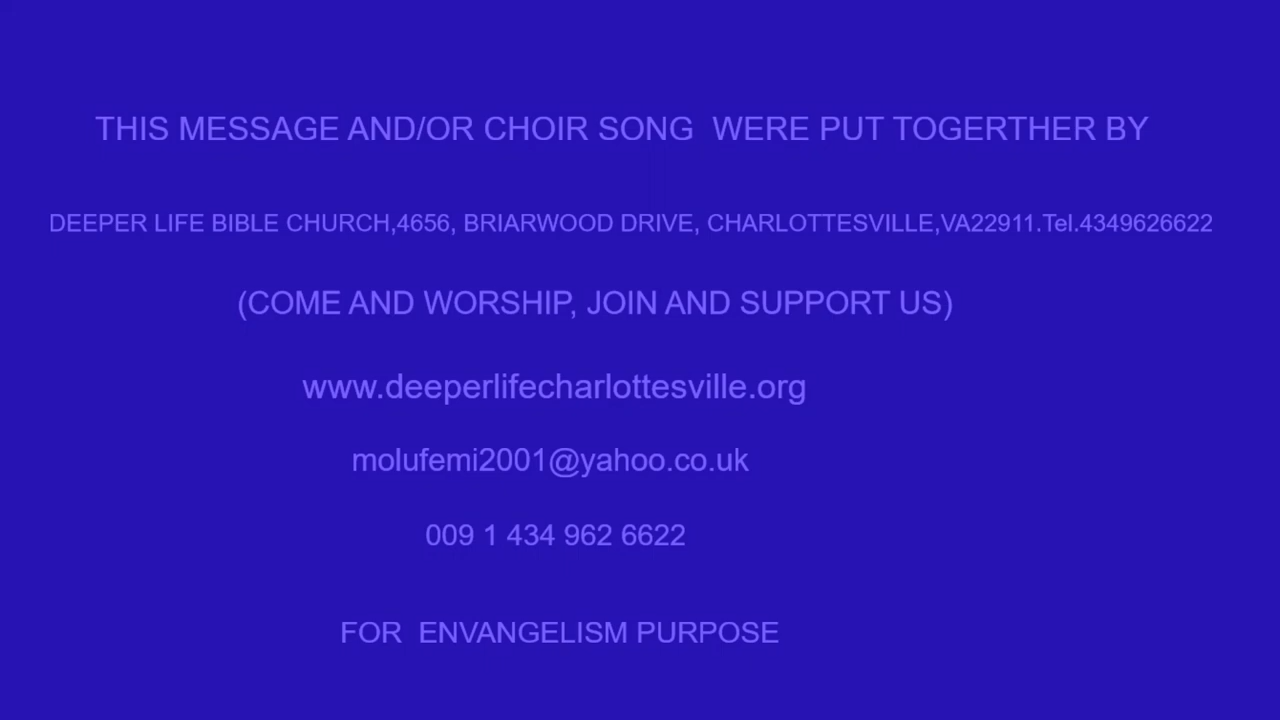 THIS MESSAGE AND/OR CHOIR SONG  WERE PUT TOGERTHER BY
DEEPER LIFE BIBLE CHURCH,4656, BRIARWOOD DRIVE, CHARLOTTESVILLE,VA22911.Tel.4349626622
(COME AND WORSHIP, JOIN AND SUPPORT US)
www.deeperlifecharlottesville.org
molufemi2001@yahoo.co.uk
009 1 434 962 6622
FOR  ENVANGELISM PURPOSE